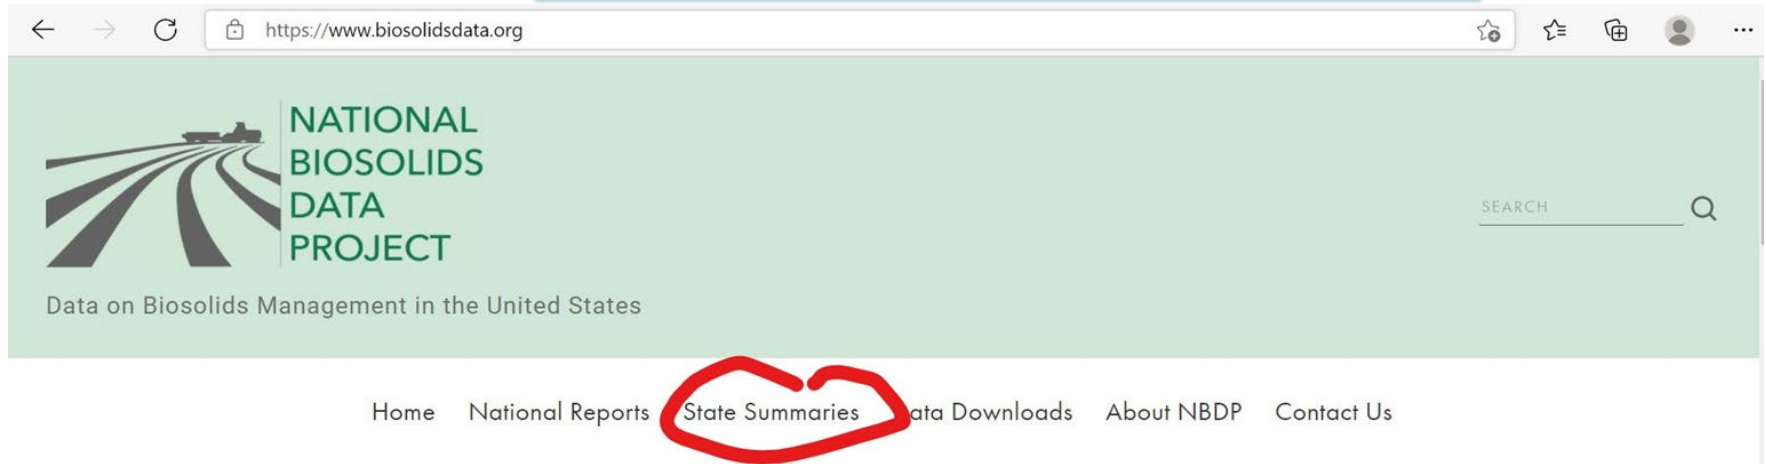 https://www.biosolidsdata.org
NATIONAL
BIOSOLIDS
DATA
PROJECT
SEARCH
Data on Biosolids Management in the United States
Home National Reports State Summaries ata Downloads About NBDP Contact Us